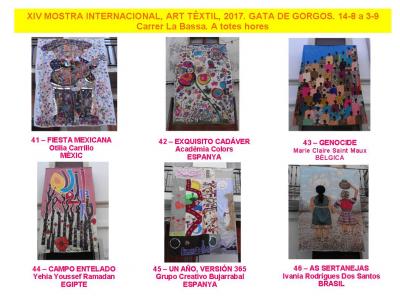 XIV MOSTRA INTERNACIONAL, ART TÈXTIL, 2017. GATA DE GORGOS. 14-8 a 3-9
Carrer La Bassa. A totes hores
41 – FIESTA MEXICANA
Otilia Carrillo
MÈXIC
42 – EXQUISITO CADÁVER
Acadèmia Colors
ESPANYA
43 – GENOCIDE
Marie Claire Saint Maux
BÈLGICA
44 – CAMPO ENTELADO
Yehia Youssef Ramadan
EGIPTE
45 – UN AÑO, VERSIÓN 365
Grupo Creativo Bujarrabal
ESPANYA
46 – AS SERTANEJAS
Ivania Rodrígues Dos Santos
BRASIL